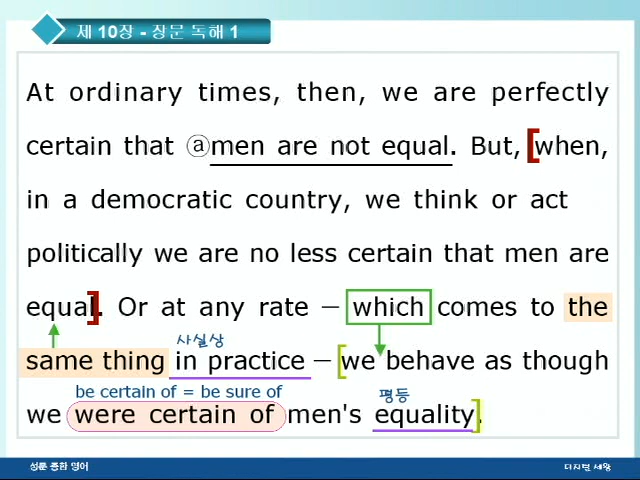 제 10장 - 장문 독해 1
At ordinary times, then, we are perfectly
certain that ⓐmen are not equal. But, [when,
in a democratic country, we think or act
politically we are no less certain that men are
equal]. Or at any rate – which comes to the
사실상
same thing in practice – [we behave as though
be certain of = be sure of 평등
we were certain of men's equality].
성문 종합 영어 디지털 세왕